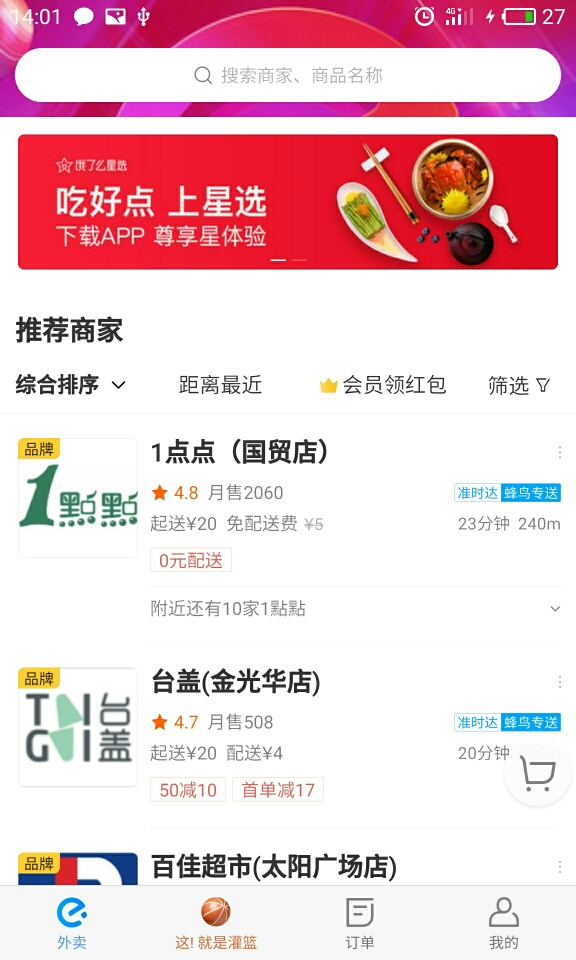 14:01
4G
27
搜索商家、商品名称
饿了么星选
吃好点 上星选
下载APP 尊享星体验
推荐商家
综合排序 距离最近 会员领红包 筛选
品牌
1點點
1点点（国贸店）
4.8 月售2060
准时达 蜂鸟专送
起送¥20 免配送费 ¥5
23分钟 240m
0元配送
附近还有10家1點點
品牌
TAI GAI 台盖
台盖(金光华店)
4.7 月售508
准时达 蜂鸟专送
起送¥20 配送¥4
20分钟
50减10 首单减17
品牌
百佳超市(太阳广场店)
外卖
这! 就是灌篮
订单
我的